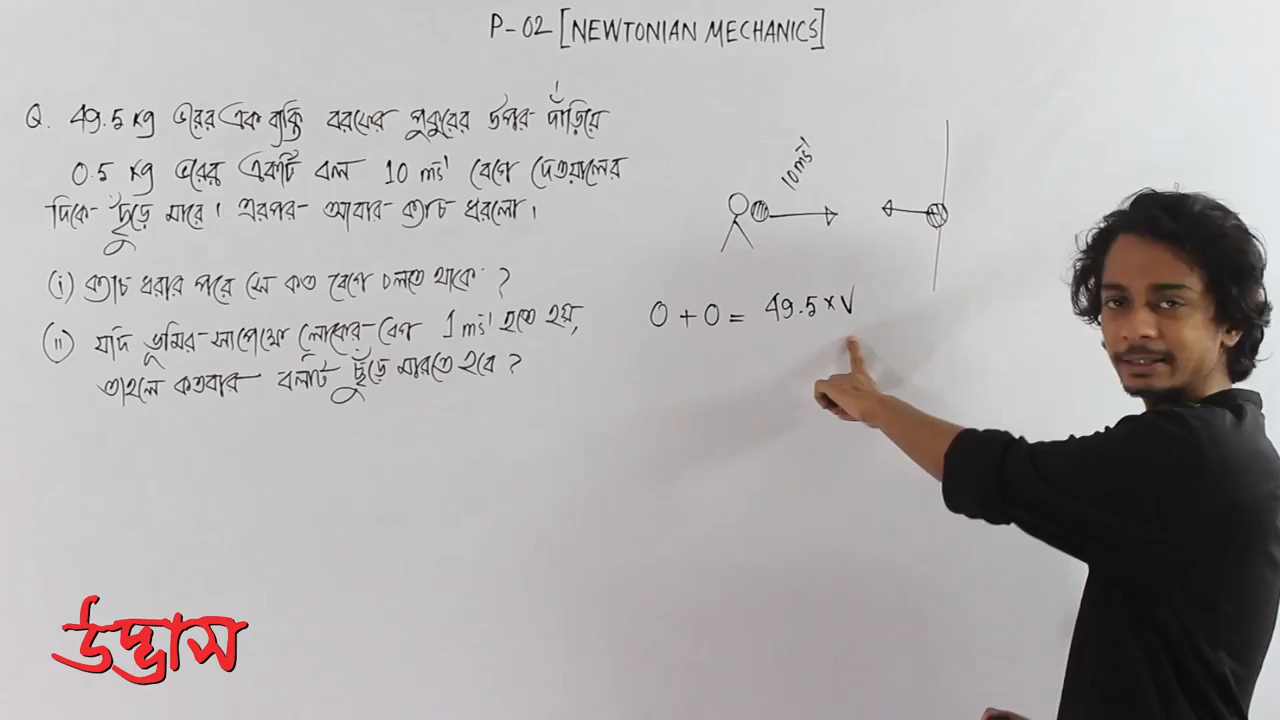 P-02 [NEWTONIAN MECHANICS]
Q. 49.5 kg ভরের এক ব্যক্তি বরফের পুকুরের উপর দাঁড়িয়ে
0.5 kg ভরের একটি বল 10 ms⁻¹ বেগে দেওয়ালের
দিকে ছুঁড়ে মারে। এরপর আবার ক্যাচ ধরলো।
(i) ক্যাচ ধরার পরে সে কত বেগে চলতে থাকে ?
(ii) যদি ভূমির সাপেক্ষে লোকের বেগ 1 ms⁻¹ হতে হয়,
তাহলে কতবার বলটি ছুঁড়ে মারতে হবে ?
10 ms⁻¹
0 + 0 = 49.5 × V
উদ্ভাস